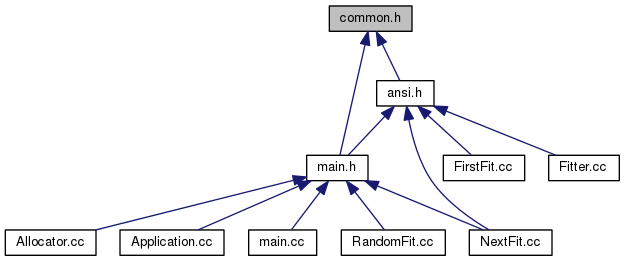 common.h
ansi.h
main.h
FirstFit.cc
Fitter.cc
Allocator.cc
Application.cc
main.cc
RandomFit.cc
NextFit.cc